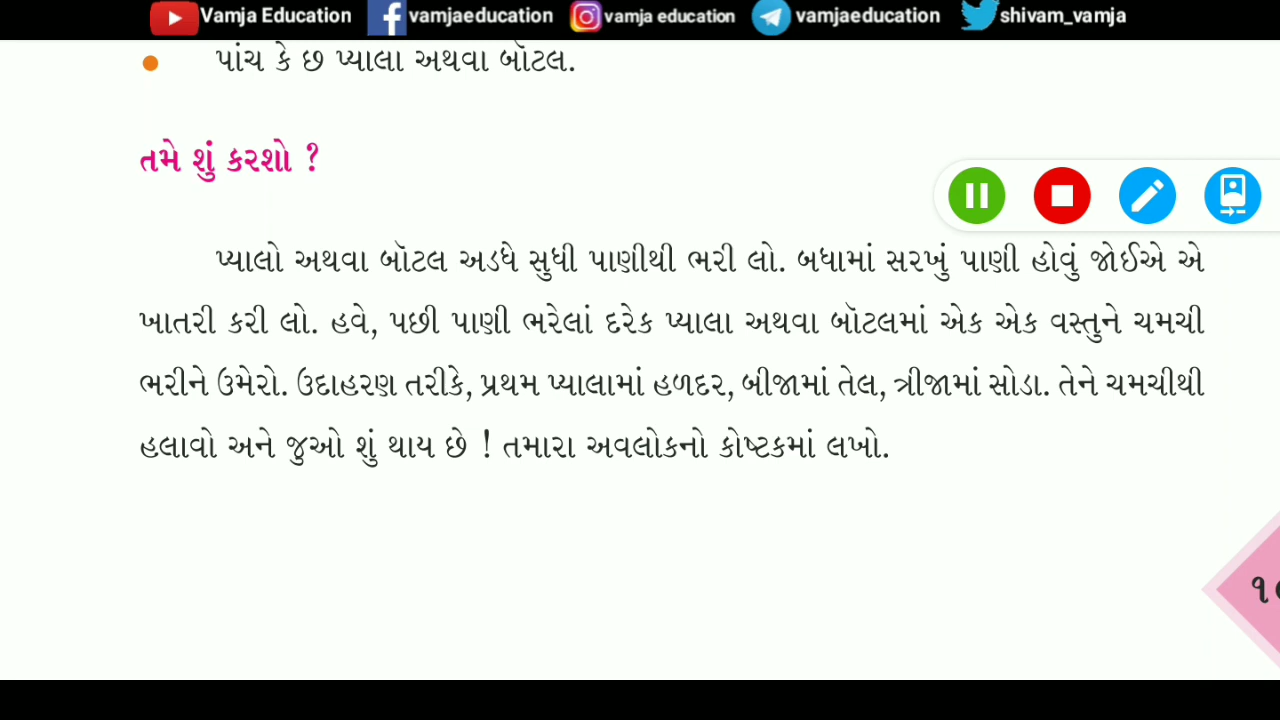 Vamja Education vamjaeducation vamja education vamjaeducation shivam_vamja
પાંચ કે છ પ્યાલા અથવા બૉટલ.
તમે શું કરશો ?
પ્યાલો અથવા બૉટલ અડધે સુધી પાણીથી ભરી લો. બધામાં સરખું પાણી હોવું જોઈએ એ
ખાતરી કરી લો. હવે, પછી પાણી ભરેલાં દરેક પ્યાલા અથવા બૉટલમાં એક એક વસ્તુને ચમચી
ભરીને ઉમેરો. ઉદાહરણ તરીકે, પ્રથમ પ્યાલામાં હળદર, બીજામાં તેલ, ત્રીજામાં સોડા. તેને ચમચીથી
હલાવો અને જુઓ શું થાય છે ! તમારા અવલોકનો કોષ્ટકમાં લખો.